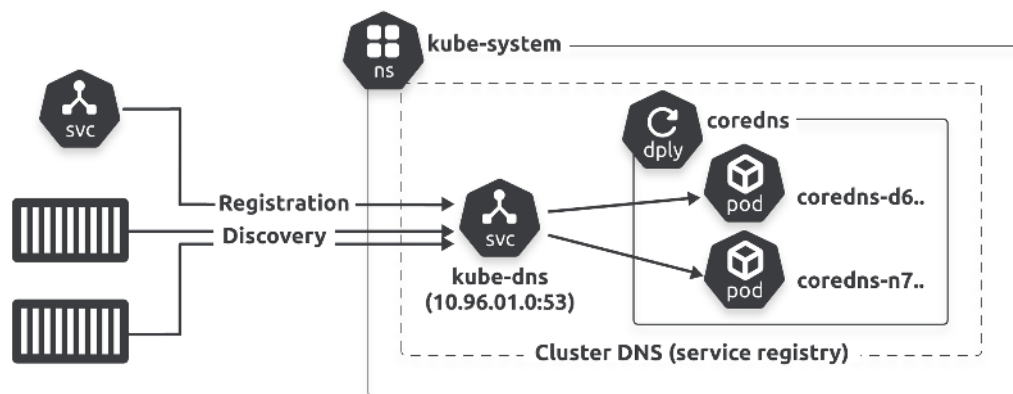 kube-system
ns
svc
coredns
dply
Registration
pod
coredns-d6..
Discovery
svc
kube-dns
(10.96.01.0:53)
pod
coredns-n7..
Cluster DNS (service registry)